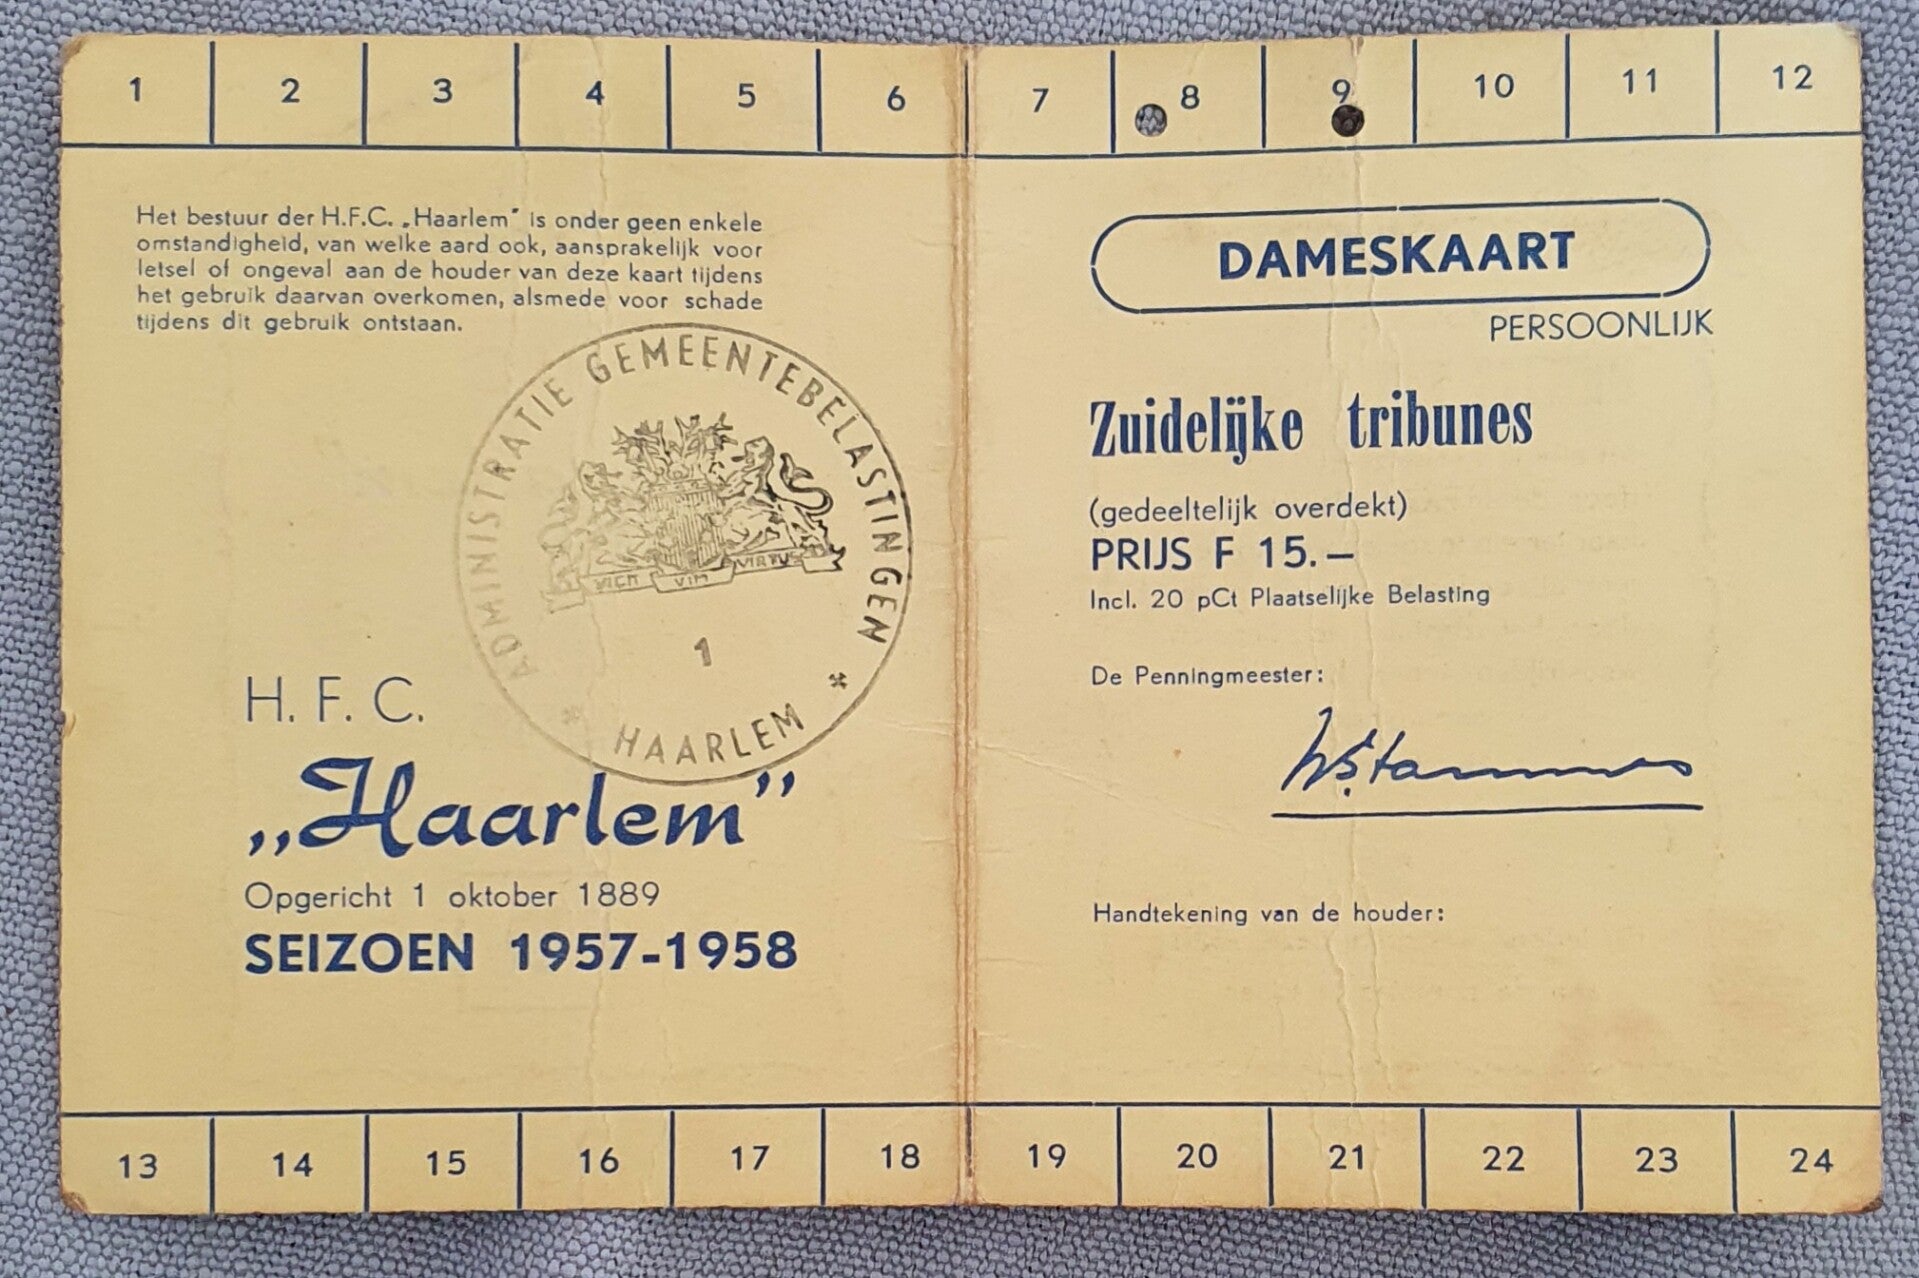 1 2 3 4 5 6 7 8 9 10 11 12
Het bestuur der H.F.C. „Haarlem" is onder geen enkele
omstandigheid, van welke aard ook, aansprakelijk voor
letsel of ongeval aan de houder van deze kaart tijdens
het gebruik daarvan overkomen, alsmede voor schade
tijdens dit gebruik ontstaan.
ADMINISTRATIE GEMEENTEBELASTINGEN
VICIT VIM VIRTUS
1
* HAARLEM *
H. F. C.
„Haarlem”
Opgericht 1 oktober 1889
SEIZOEN 1957-1958
DAMESKAART
PERSOONLIJK
Zuidelijke tribunes
(gedeeltelijk overdekt)
PRIJS F 15.—
Incl. 20 pCt Plaatselijke Belasting
De Penningmeester:
Handtekening van de houder:
13 14 15 16 17 18 19 20 21 22 23 24